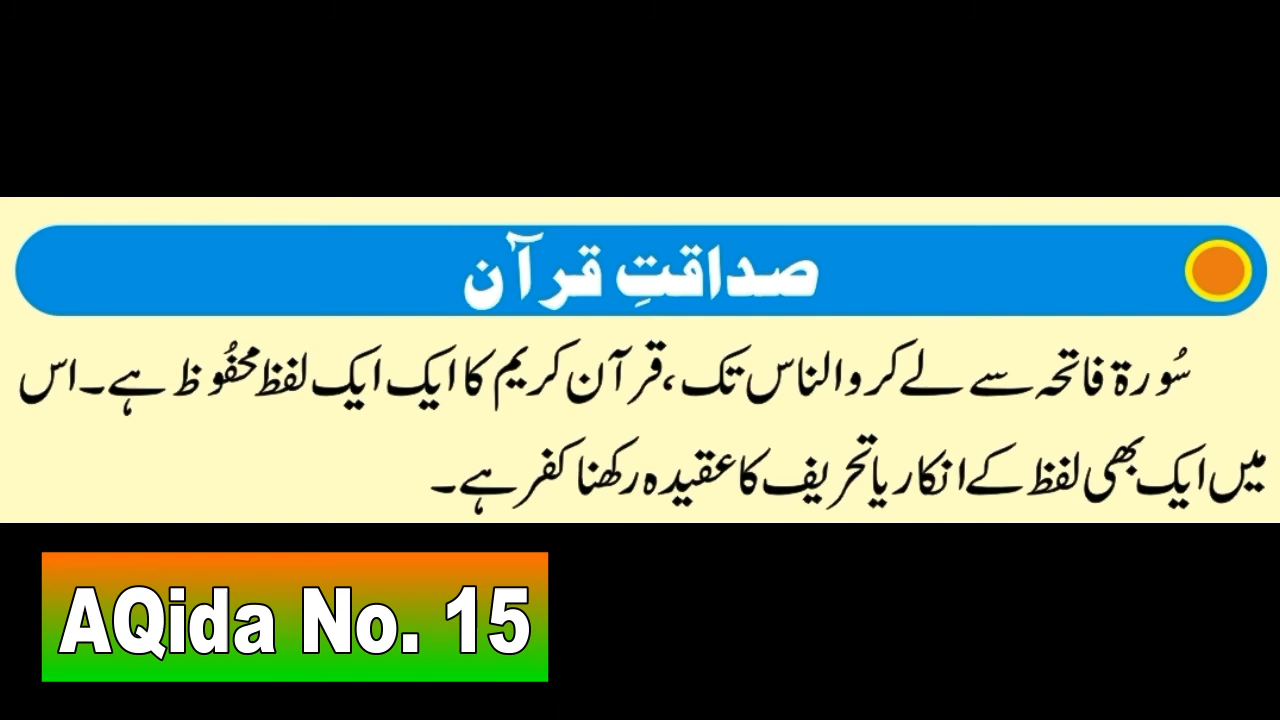 صداقتِ قرآن
سُورۃ فاتحہ سے لے کر والناس تک، قرآن کریم کا ایک ایک لفظ محفُوظ ہے۔ اس
میں ایک بھی لفظ کے انکار یا تحریف کا عقیدہ رکھنا کفر ہے۔
AQida No. 15